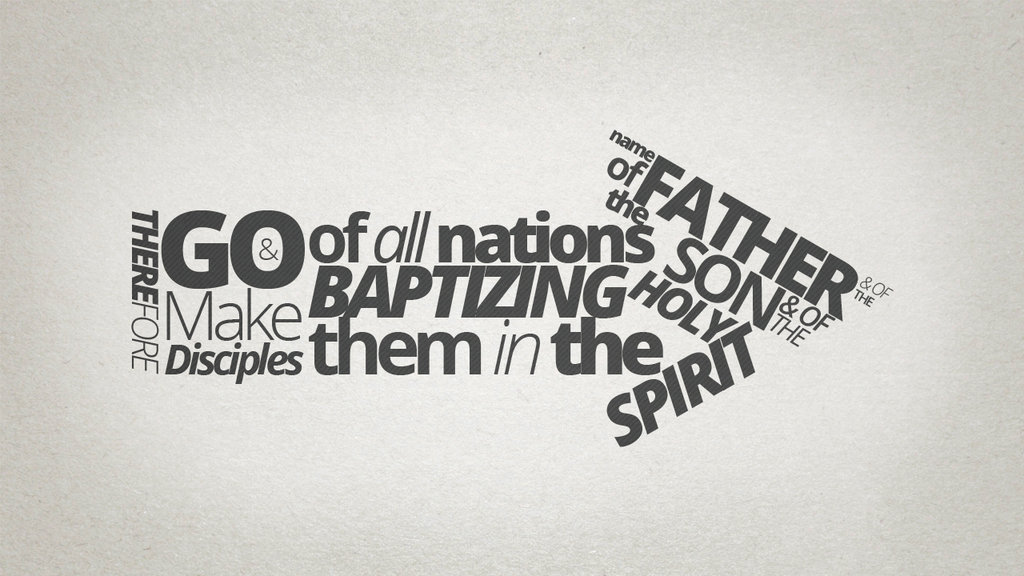 THEREFORE
GO
&
Make
Disciples
of all nations
BAPTIZING
them in the
name
of
the
FATHER
& OF
THE
SON
& OF
THE
HOLY
SPIRIT